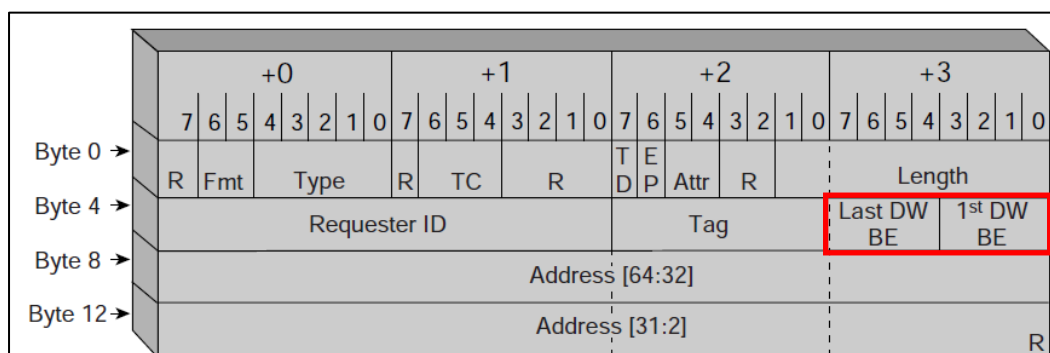 +0 +1 +2 +3
7 6 5 4 3 2 1 0 7 6 5 4 3 2 1 0 7 6 5 4 3 2 1 0 7 6 5 4 3 2 1 0
Byte 0
R Fmt Type R TC R TD EP Attr R Length
Byte 4
Requester ID Tag Last DW BE 1st DW BE
Byte 8
Address [64:32]
Byte 12
Address [31:2] R